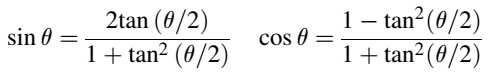 sin θ = 2tan (θ/2) / 1 + tan² (θ/2)    cos θ = 1 − tan²(θ/2) / 1 + tan²(θ/2)